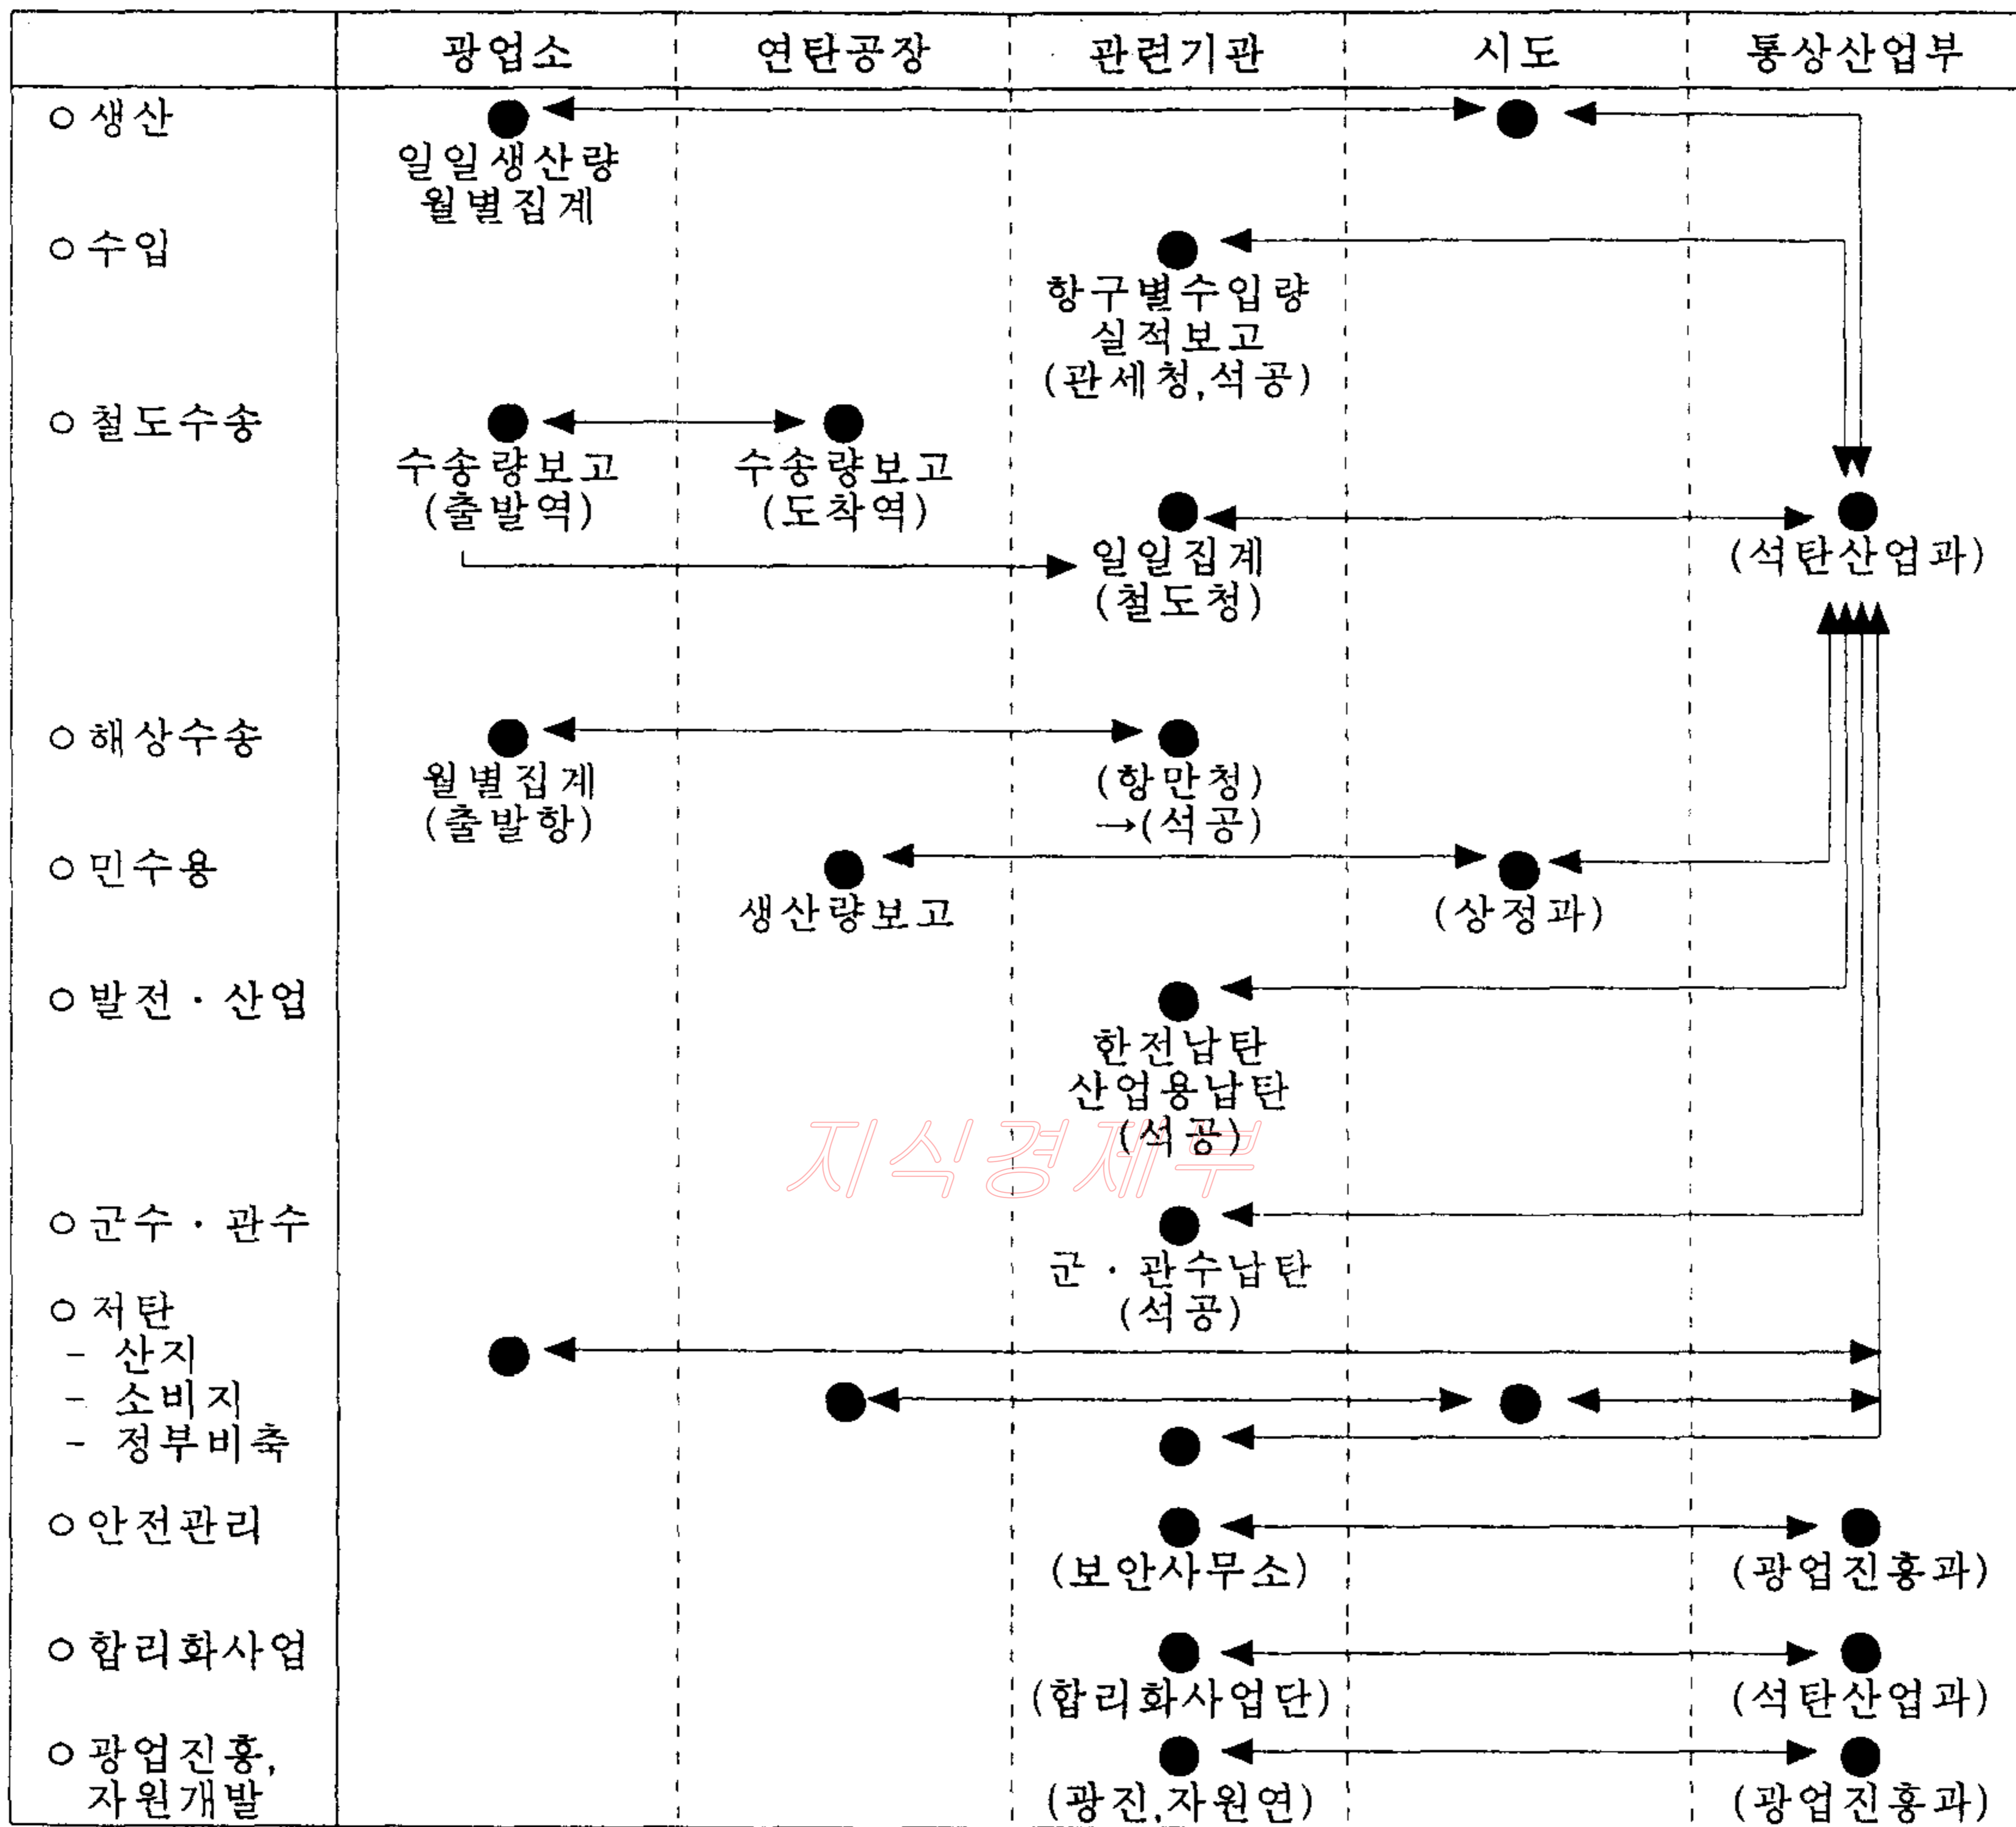 광업소 연탄공장 관련기관 시도 통상산업부
○ 생산
일일생산량
월별집계
○ 수입
항구별수입량
실적보고
(관세청,석공)
○ 철도수송
수송량보고 수송량보고
(출발역) (도착역)
일일집계 (석탄산업과)
(철도청)
○ 해상수송
월별집계 (항만청)
(출발항) →(석공)
○ 민수용
생산량보고 (상정과)
○ 발전・산업
한전납탄
산업용납탄
(석공)
지식경제부
○ 군수・관수
군・관수납탄
○ 저탄 (석공)
- 산지
- 소비지
- 정부비축
○ 안전관리
(보안사무소) (광업진흥과)
○ 합리화사업
(합리화사업단) (석탄산업과)
○ 광업진흥,
자원개발 (광진,자원연) (광업진흥과)